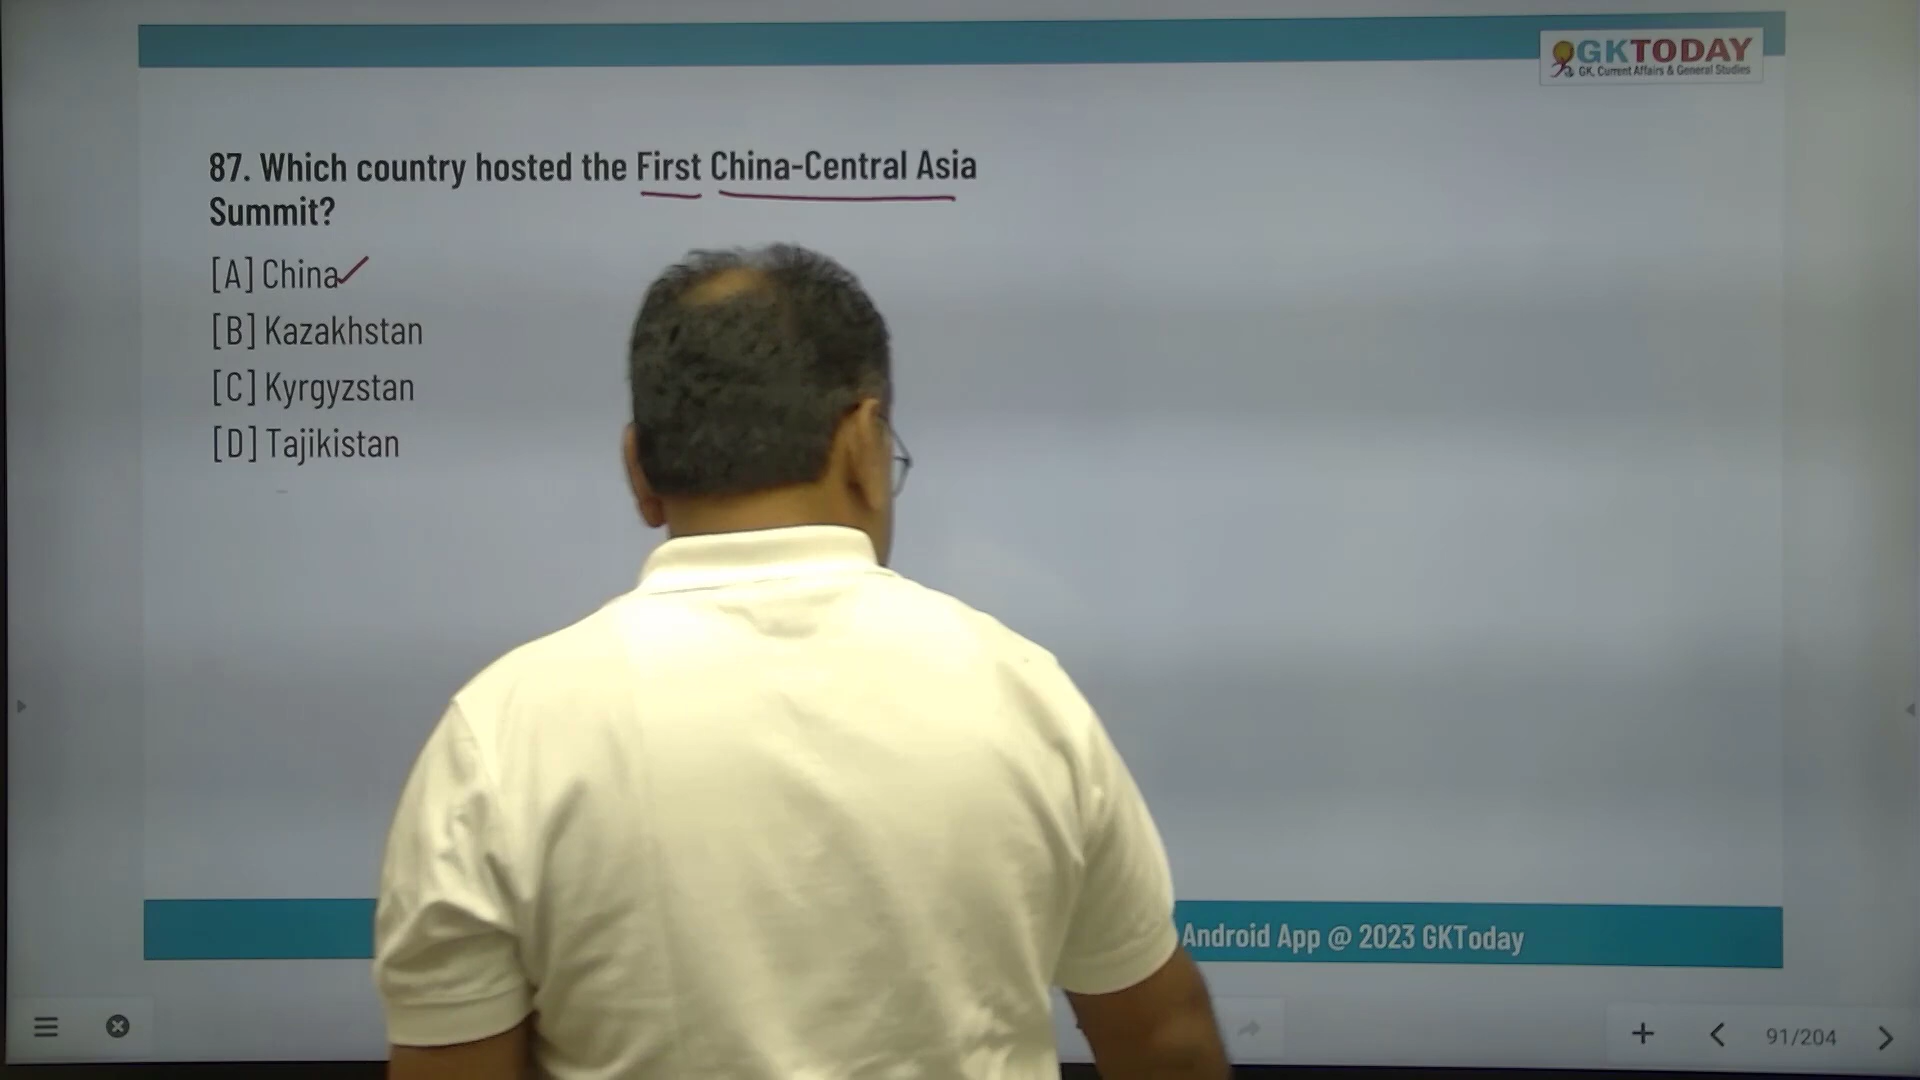 GKTODAY
GK, Current Affairs & General Studies
87. Which country hosted the First China-Central Asia
Summit?
[A] China
[B] Kazakhstan
[C] Kyrgyzstan
[D] Tajikistan
Android App @ 2023 GKToday
91/204